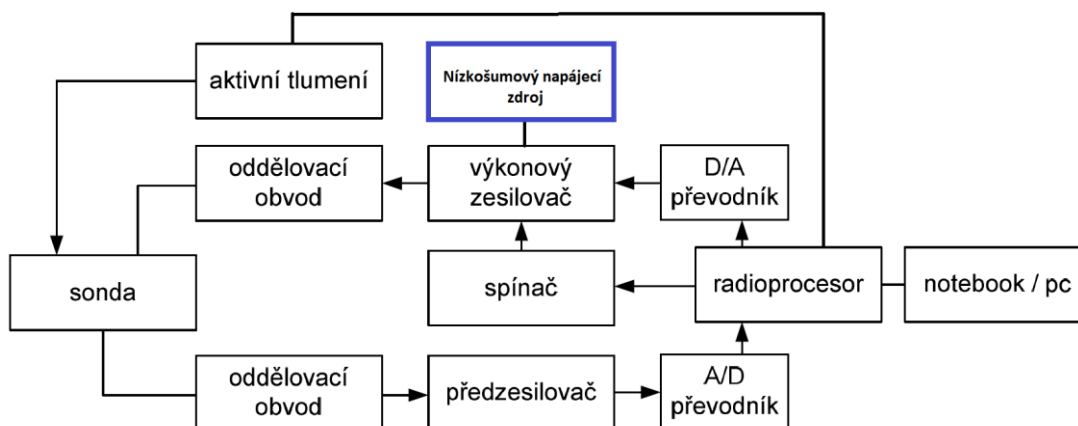 aktivní tlumení
Nízkošumový napájecí
zdroj
oddělovací
obvod
výkonový
zesilovač
D/A
převodník
sonda
spínač
radioprocesor
notebook / pc
oddělovací
obvod
předzesilovač
A/D
převodník